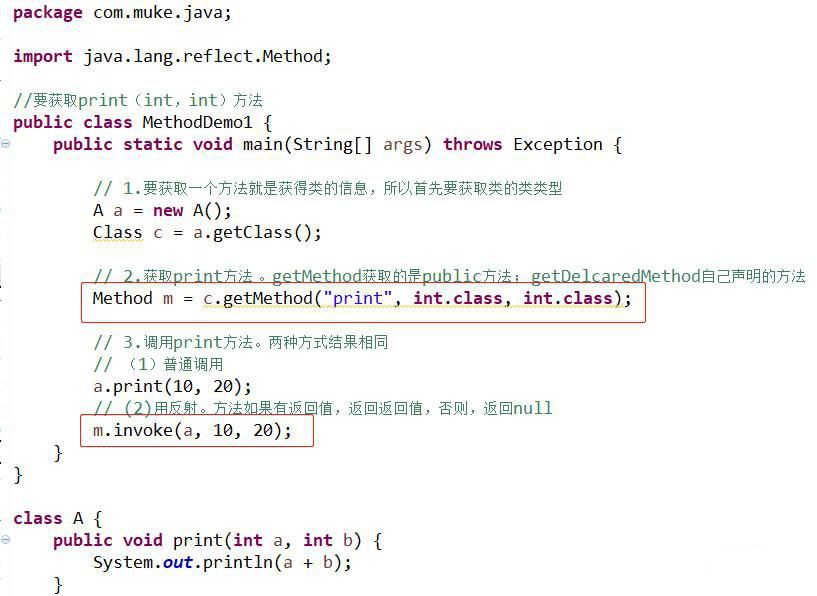 package com.muke.java;
import java.lang.reflect.Method;
//要获取print（int，int）方法
public class MethodDemo1 {
public static void main(String[] args) throws Exception {
// 1.要获取一个方法就是获得类的信息，所以首先要获取类的类类型
A a = new A();
Class c = a.getClass();
// 2.获取print方法 。getMethod获取的是public方法；getDelcaredMethod自己声明的方法
Method m = c.getMethod("print", int.class, int.class);
// 3.调用print方法。两种方式结果相同
// （1）普通调用
a.print(10, 20);
// (2)用反射。方法如果有返回值，返回返回值，否则，返回null
m.invoke(a, 10, 20);
}
}
class A {
public void print(int a, int b) {
System.out.println(a + b);
}